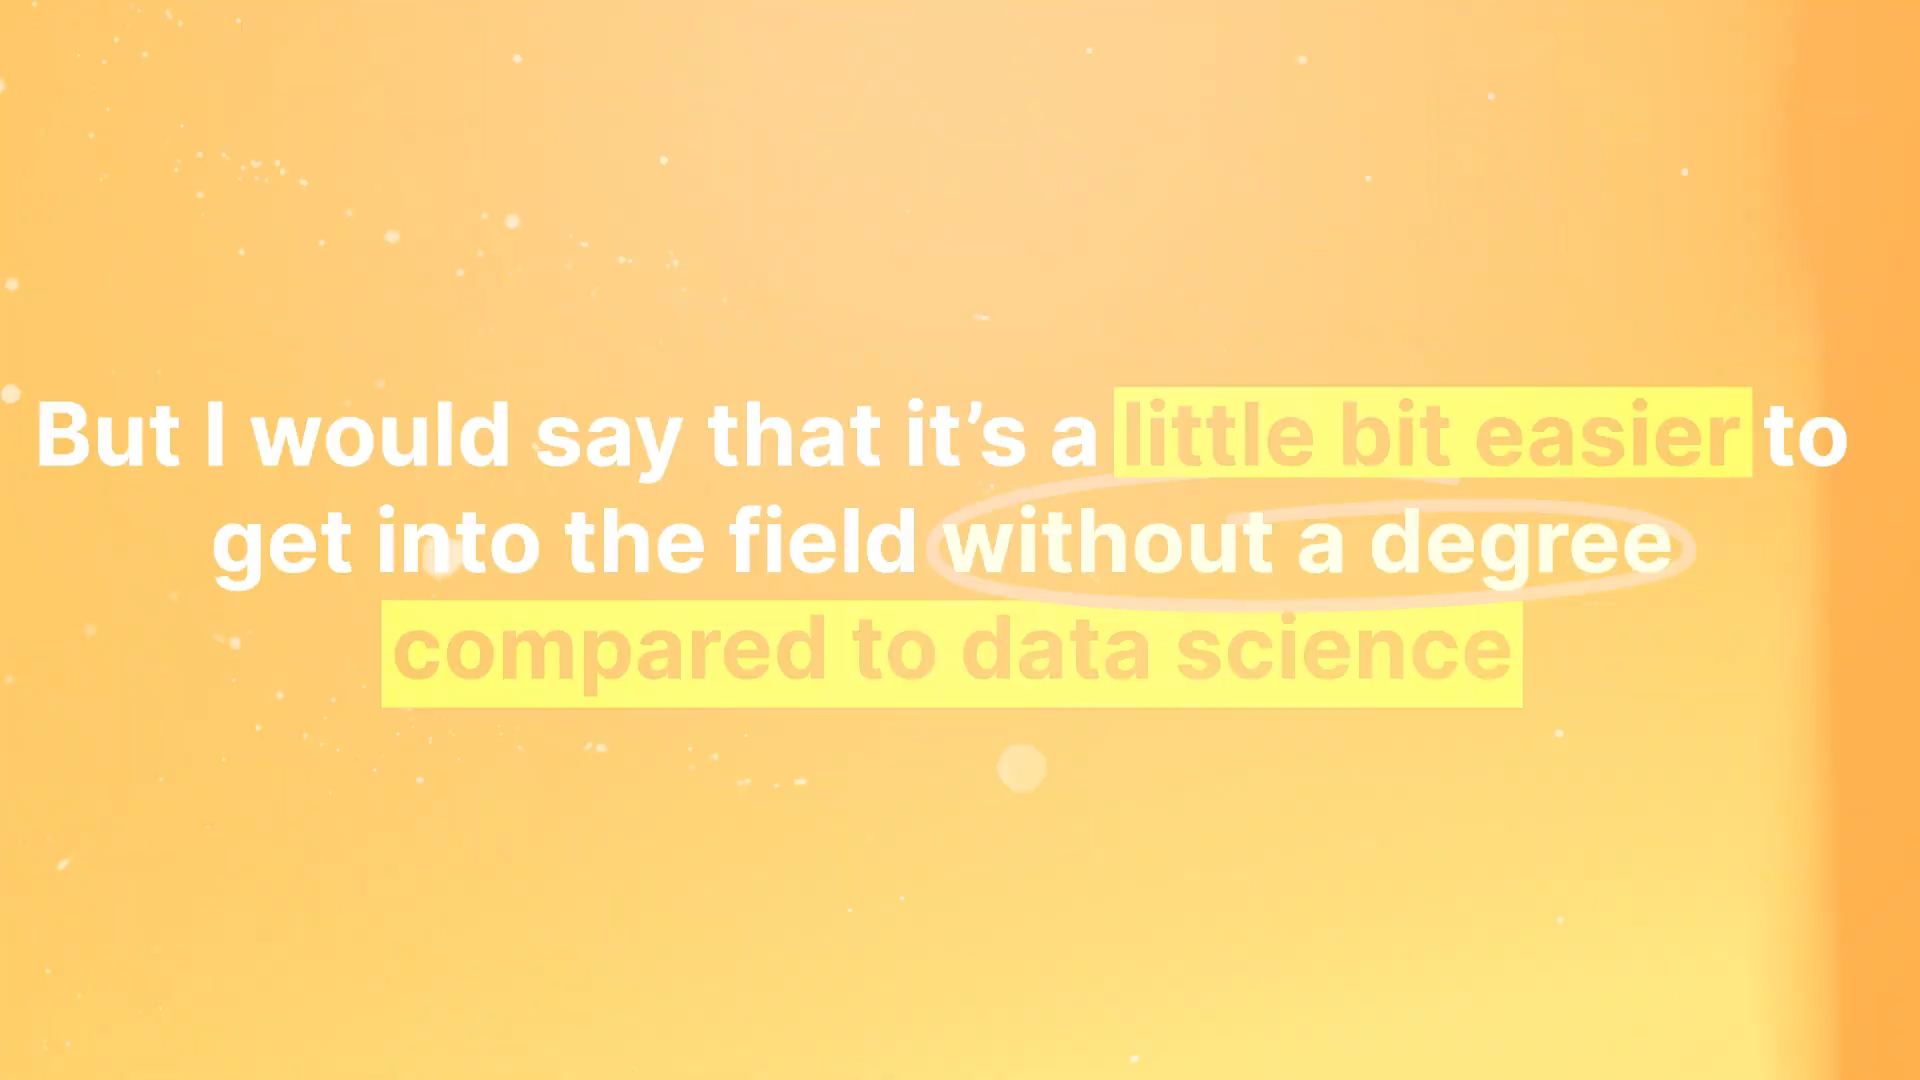 But I would say that it’s a little bit easier to
get into the field without a degree
compared to data science